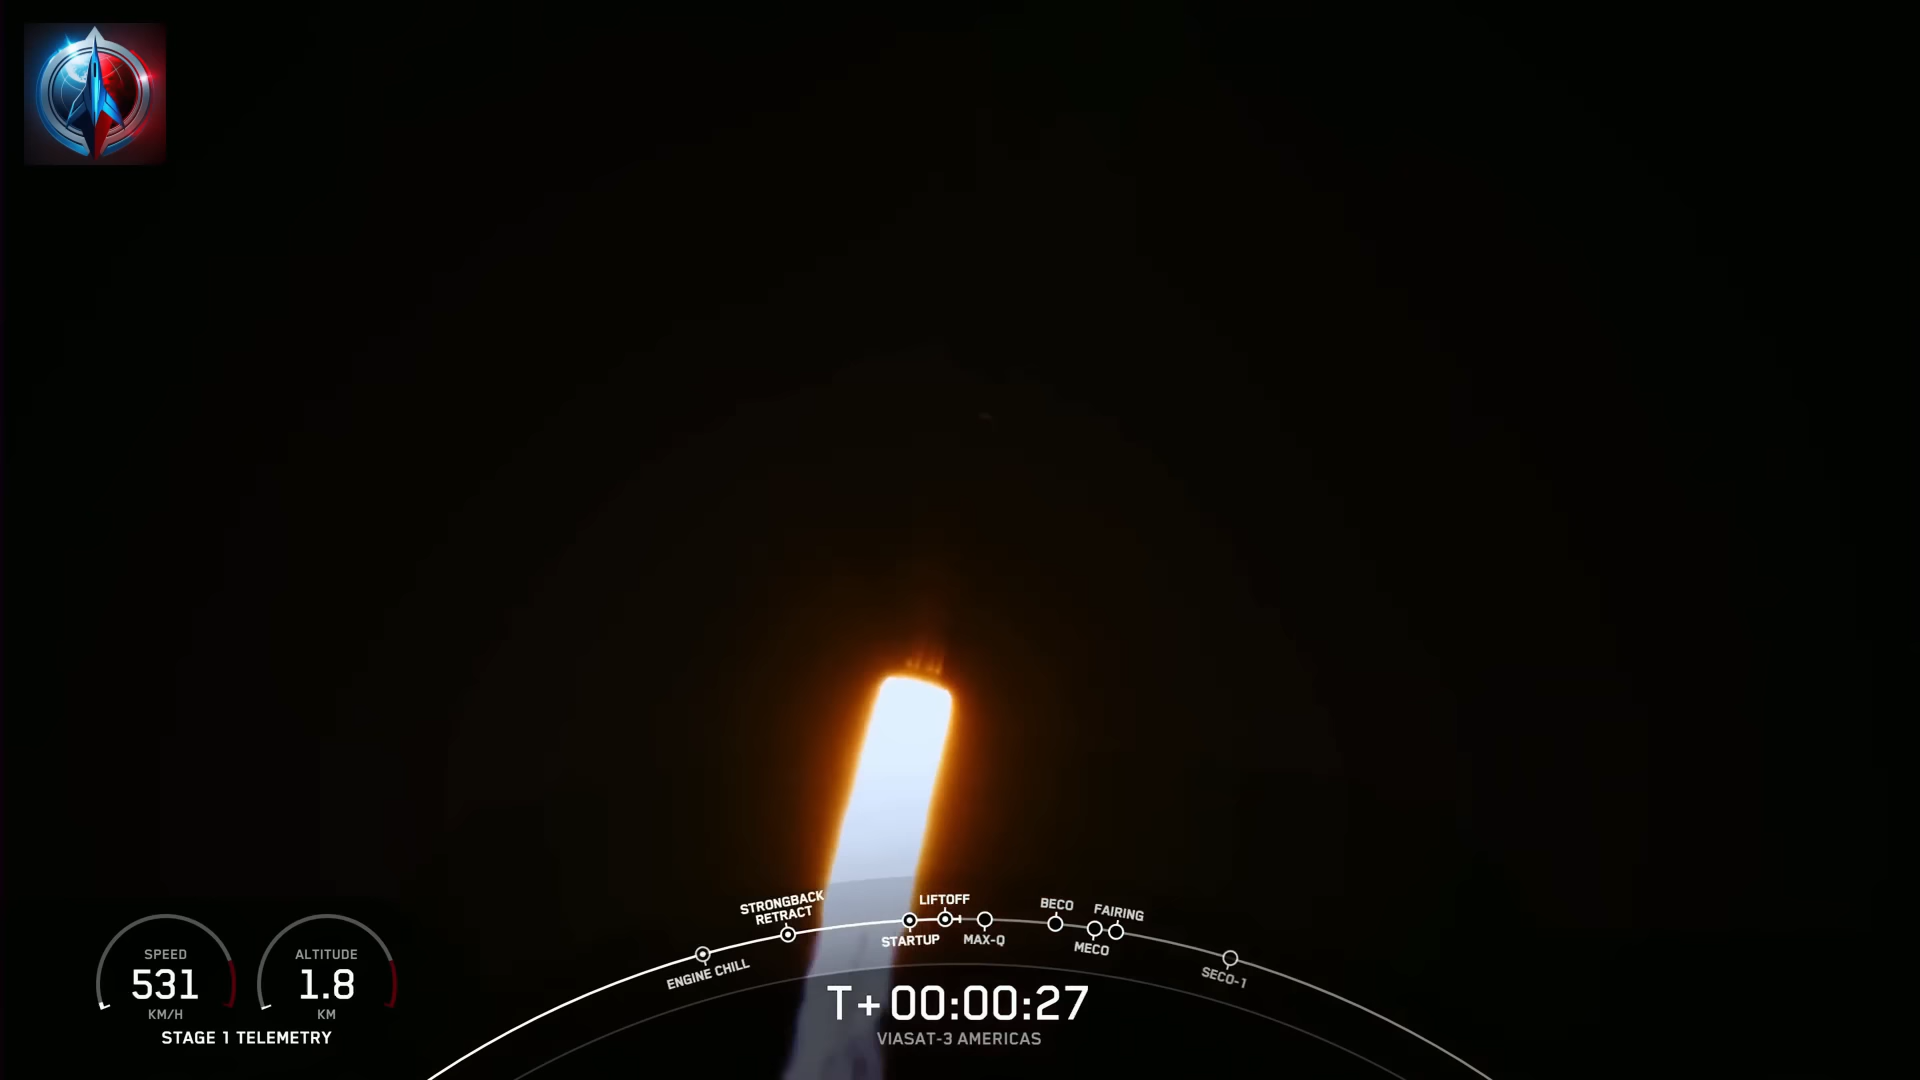 STRONGBACK
RETRACT
LIFTOFF
BECO
FAIRING
ENGINE CHILL
STARTUP
MAX-Q
MECO
SECO-1
SPEED
531
KM/H
ALTITUDE
1.8
KM
STAGE 1 TELEMETRY
T+00:00:27
VIASAT-3 AMERICAS